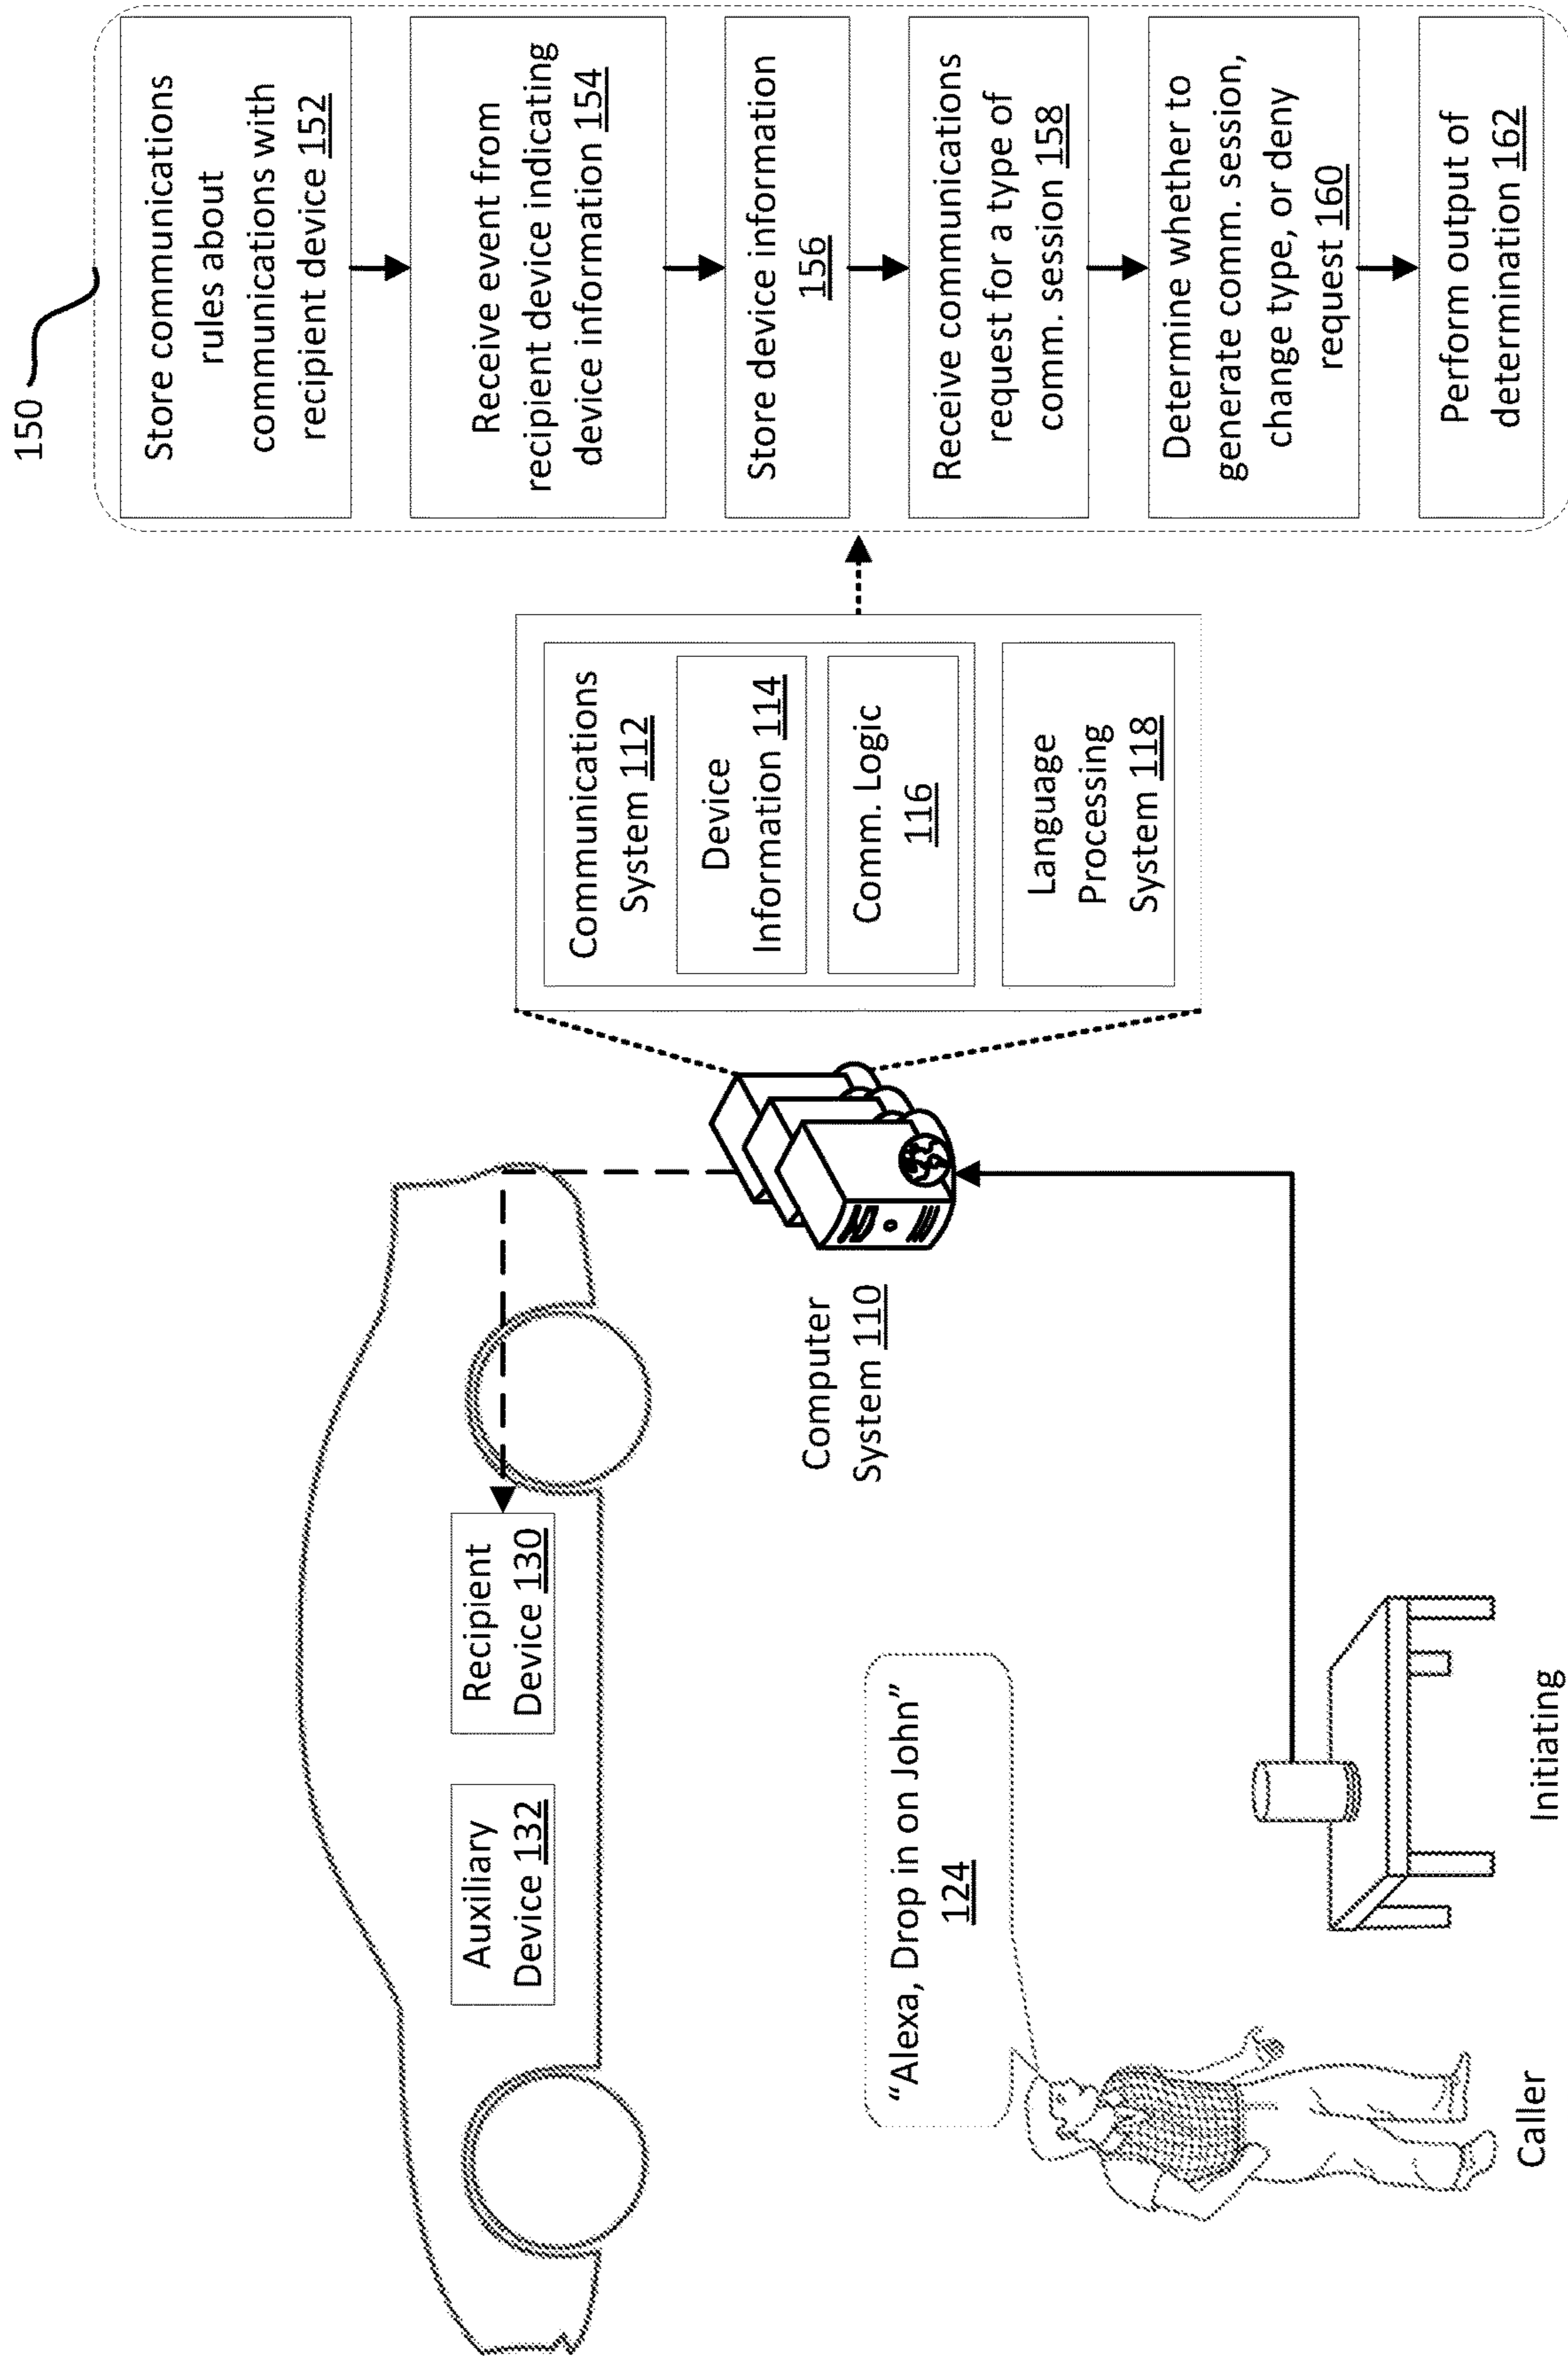 150
Store communications
rules about
communications with
recipient device 152
Receive event from
recipient device indicating
device information 154
Store device information
156
Receive communications
request for a type of
comm. session 158
Determine whether to
generate comm. session,
change type, or deny
request 160
Perform output of
determination 162
Communications
System 112
Device
Information 114
Comm. Logic
116
Language
Processing
System 118
Computer
System 110
Recipient
Device 130
Auxiliary
Device 132
“Alexa, Drop in on John”
124
Caller
Initiating